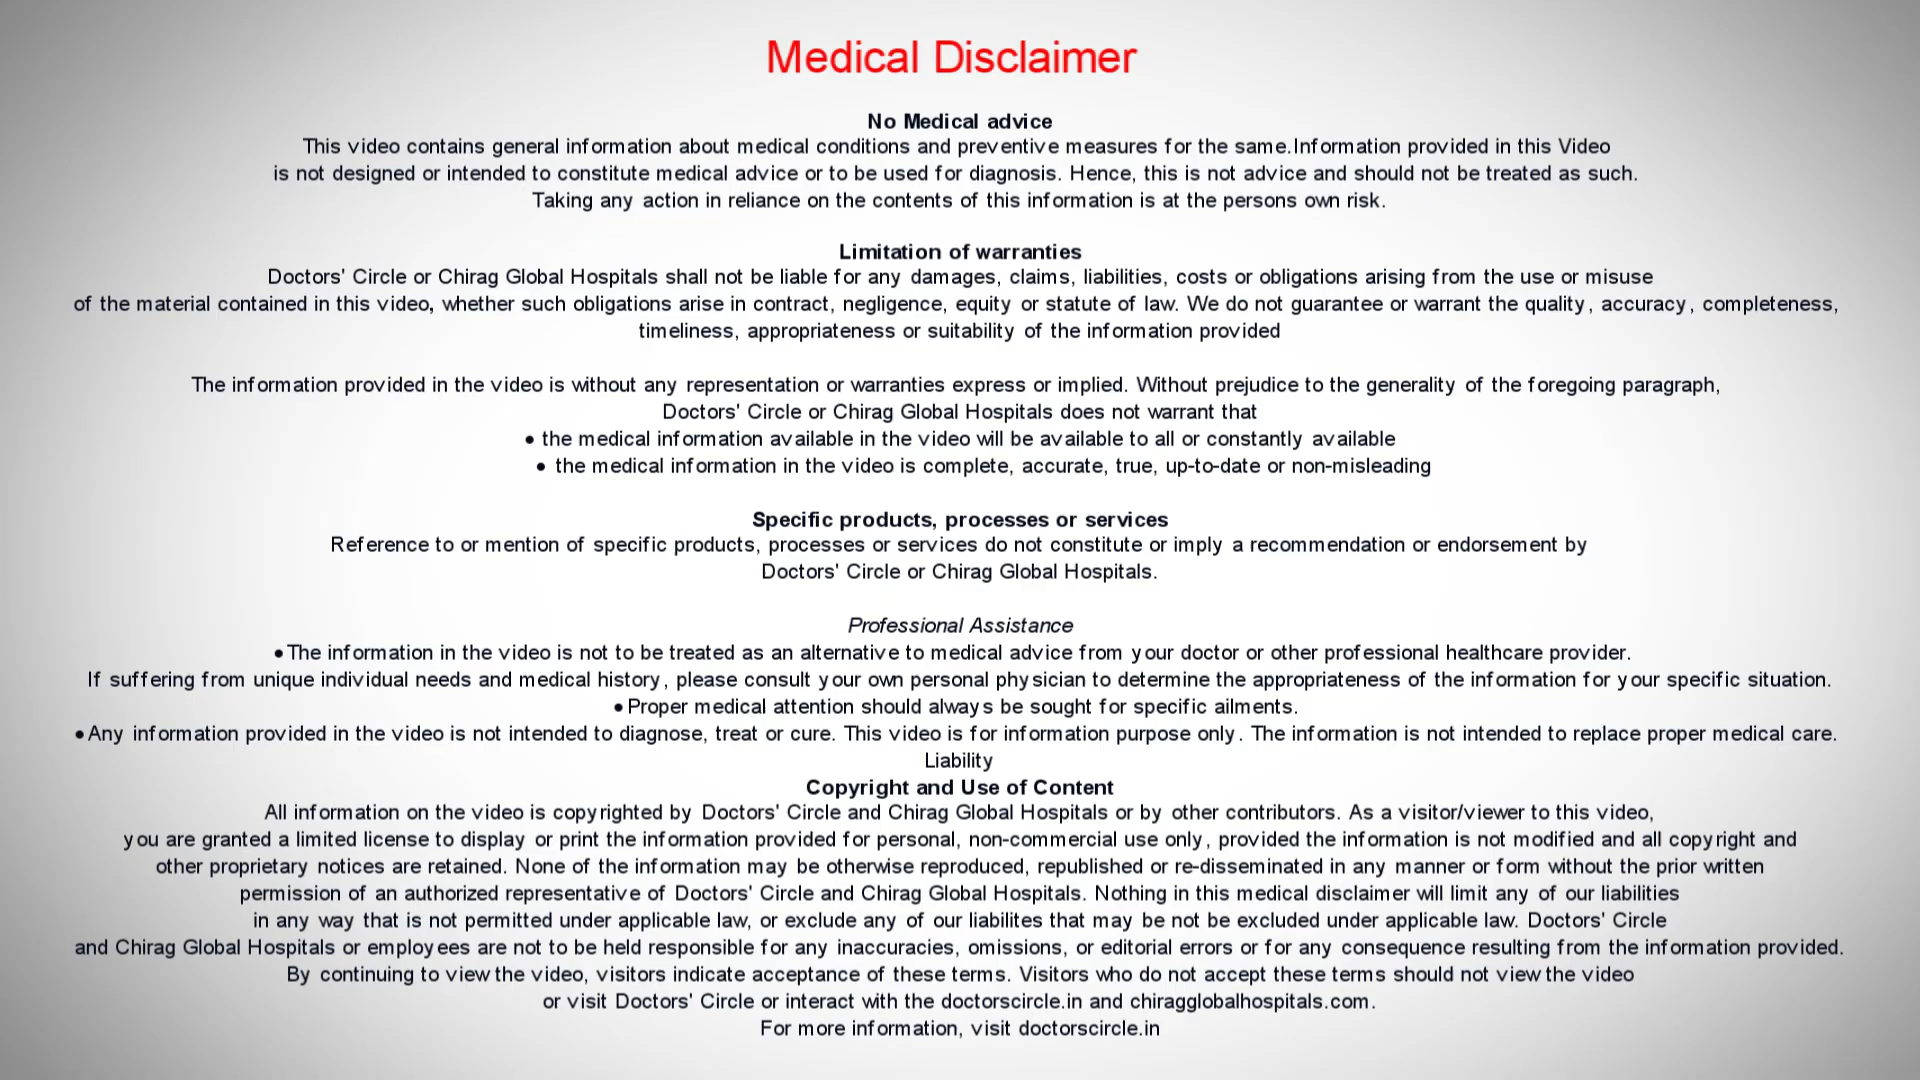 Medical Disclaimer
No Medical advice
This video contains general information about medical conditions and preventive measures for the same.Information provided in this Video
is not designed or intended to constitute medical advice or to be used for diagnosis. Hence, this is not advice and should not be treated as such.
Taking any action in reliance on the contents of this information is at the persons own risk.
Limitation of warranties
Doctors' Circle or Chirag Global Hospitals shall not be liable for any damages, claims, liabilities, costs or obligations arising from the use or misuse
of the material contained in this video, whether such obligations arise in contract, negligence, equity or statute of law. We do not guarantee or warrant the quality, accuracy, completeness,
timeliness, appropriateness or suitability of the information provided
The information provided in the video is without any representation or warranties express or implied. Without prejudice to the generality of the foregoing paragraph,
Doctors' Circle or Chirag Global Hospitals does not warrant that
• the medical information available in the video will be available to all or constantly available
• the medical information in the video is complete, accurate, true, up-to-date or non-misleading
Specific products, processes or services
Reference to or mention of specific products, processes or services do not constitute or imply a recommendation or endorsement by
Doctors' Circle or Chirag Global Hospitals.
Professional Assistance
•The information in the video is not to be treated as an alternative to medical advice from your doctor or other professional healthcare provider.
If suffering from unique individual needs and medical history, please consult your own personal physician to determine the appropriateness of the information for your specific situation.
•Proper medical attention should always be sought for specific ailments.
•Any information provided in the video is not intended to diagnose, treat or cure. This video is for information purpose only. The information is not intended to replace proper medical care.
Liability
Copyright and Use of Content
All information on the video is copyrighted by Doctors' Circle and Chirag Global Hospitals or by other contributors. As a visitor/viewer to this video,
you are granted a limited license to display or print the information provided for personal, non-commercial use only, provided the information is not modified and all copyright and
other proprietary notices are retained. None of the information may be otherwise reproduced, republished or re-disseminated in any manner or form without the prior written
permission of an authorized representative of Doctors' Circle and Chirag Global Hospitals. Nothing in this medical disclaimer will limit any of our liabilities
in any way that is not permitted under applicable law, or exclude any of our liabilites that may be not be excluded under applicable law. Doctors' Circle
and Chirag Global Hospitals or employees are not to be held responsible for any inaccuracies, omissions, or editorial errors or for any consequence resulting from the information provided.
By continuing to view the video, visitors indicate acceptance of these terms. Visitors who do not accept these terms should not view the video
or visit Doctors' Circle or interact with the doctorscircle.in and chiragglobalhospitals.com.
For more information, visit doctorscircle.in